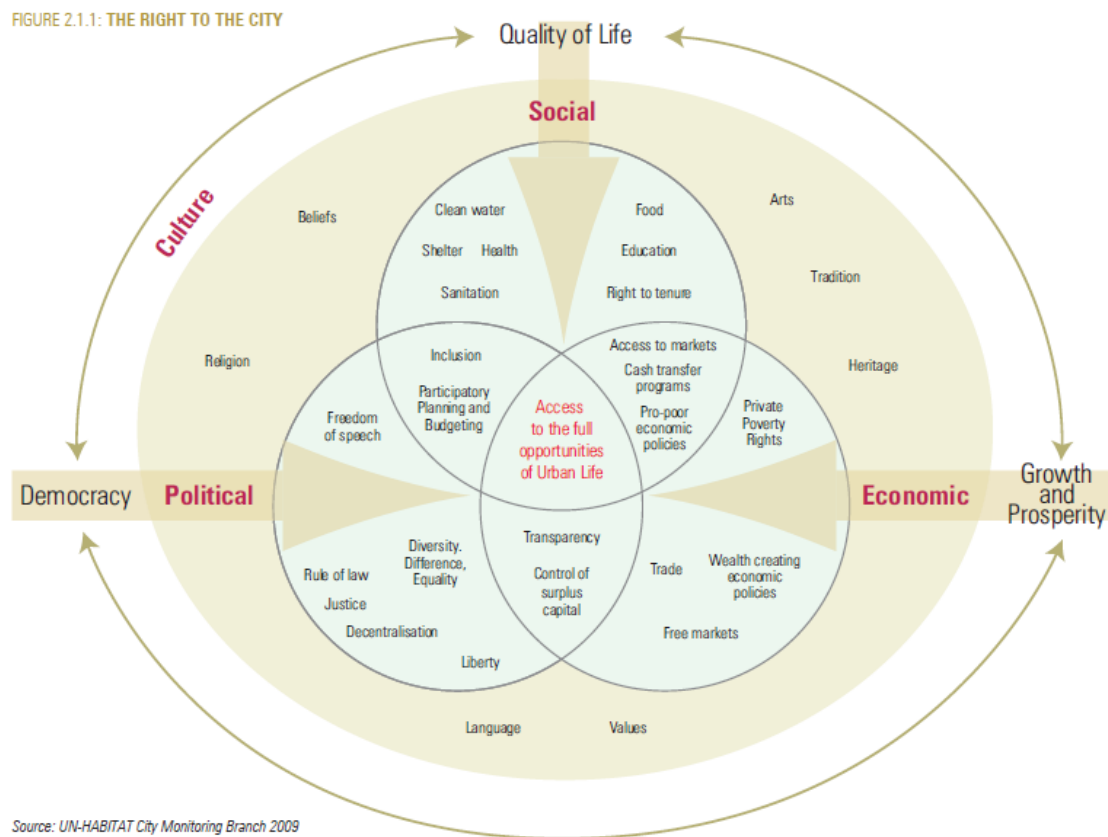 FIGURE 2.1.1: THE RIGHT TO THE CITY
Quality of Life
Social
Culture
Beliefs
Arts
Clean water
Food
Shelter
Health
Education
Tradition
Sanitation
Right to tenure
Religion
Heritage
Inclusion
Access to markets
Cash transfer
programs
Participatory
Planning and
Budgeting
Pro-poor
economic
policies
Freedom
of speech
Access
to the full
opportunities
of Urban Life
Private
Poverty
Rights
Democracy
Political
Economic
Growth
and
Prosperity
Diversity.
Difference,
Equality
Transparency
Rule of law
Justice
Control of
surplus
capital
Trade
Wealth creating
economic
policies
Decentralisation
Free markets
Liberty
Language
Values
Source: UN-HABITAT City Monitoring Branch 2009